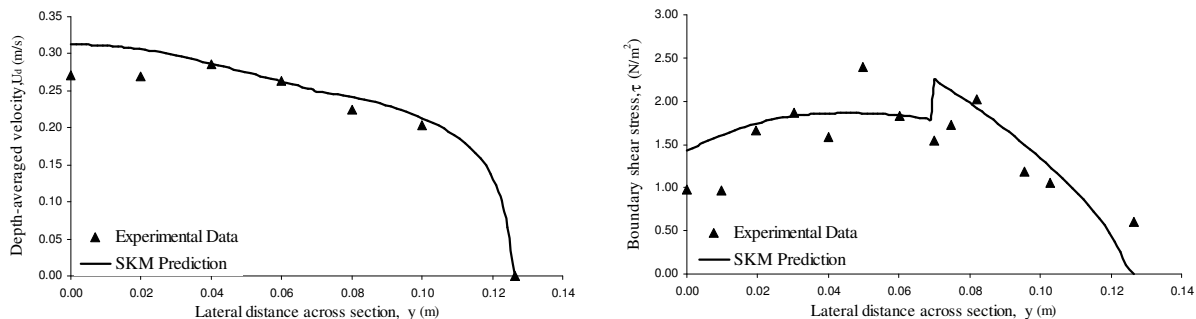 Depth-averaged velocity,Ud (m/s)
0.35
0.30
0.25
0.20
0.15
0.10
0.05
0.00
Experimental Data
SKM Prediction
0.00 0.02 0.04 0.06 0.08 0.10 0.12 0.14
Lateral distance across section, y (m)
Boundary shear stress,τ (N/m²)
3.00
2.50
2.00
1.50
1.00
0.50
0.00
Experimental Data
SKM Prediction
0.00 0.02 0.04 0.06 0.08 0.10 0.12 0.14
Lateral distance across section, y (m)